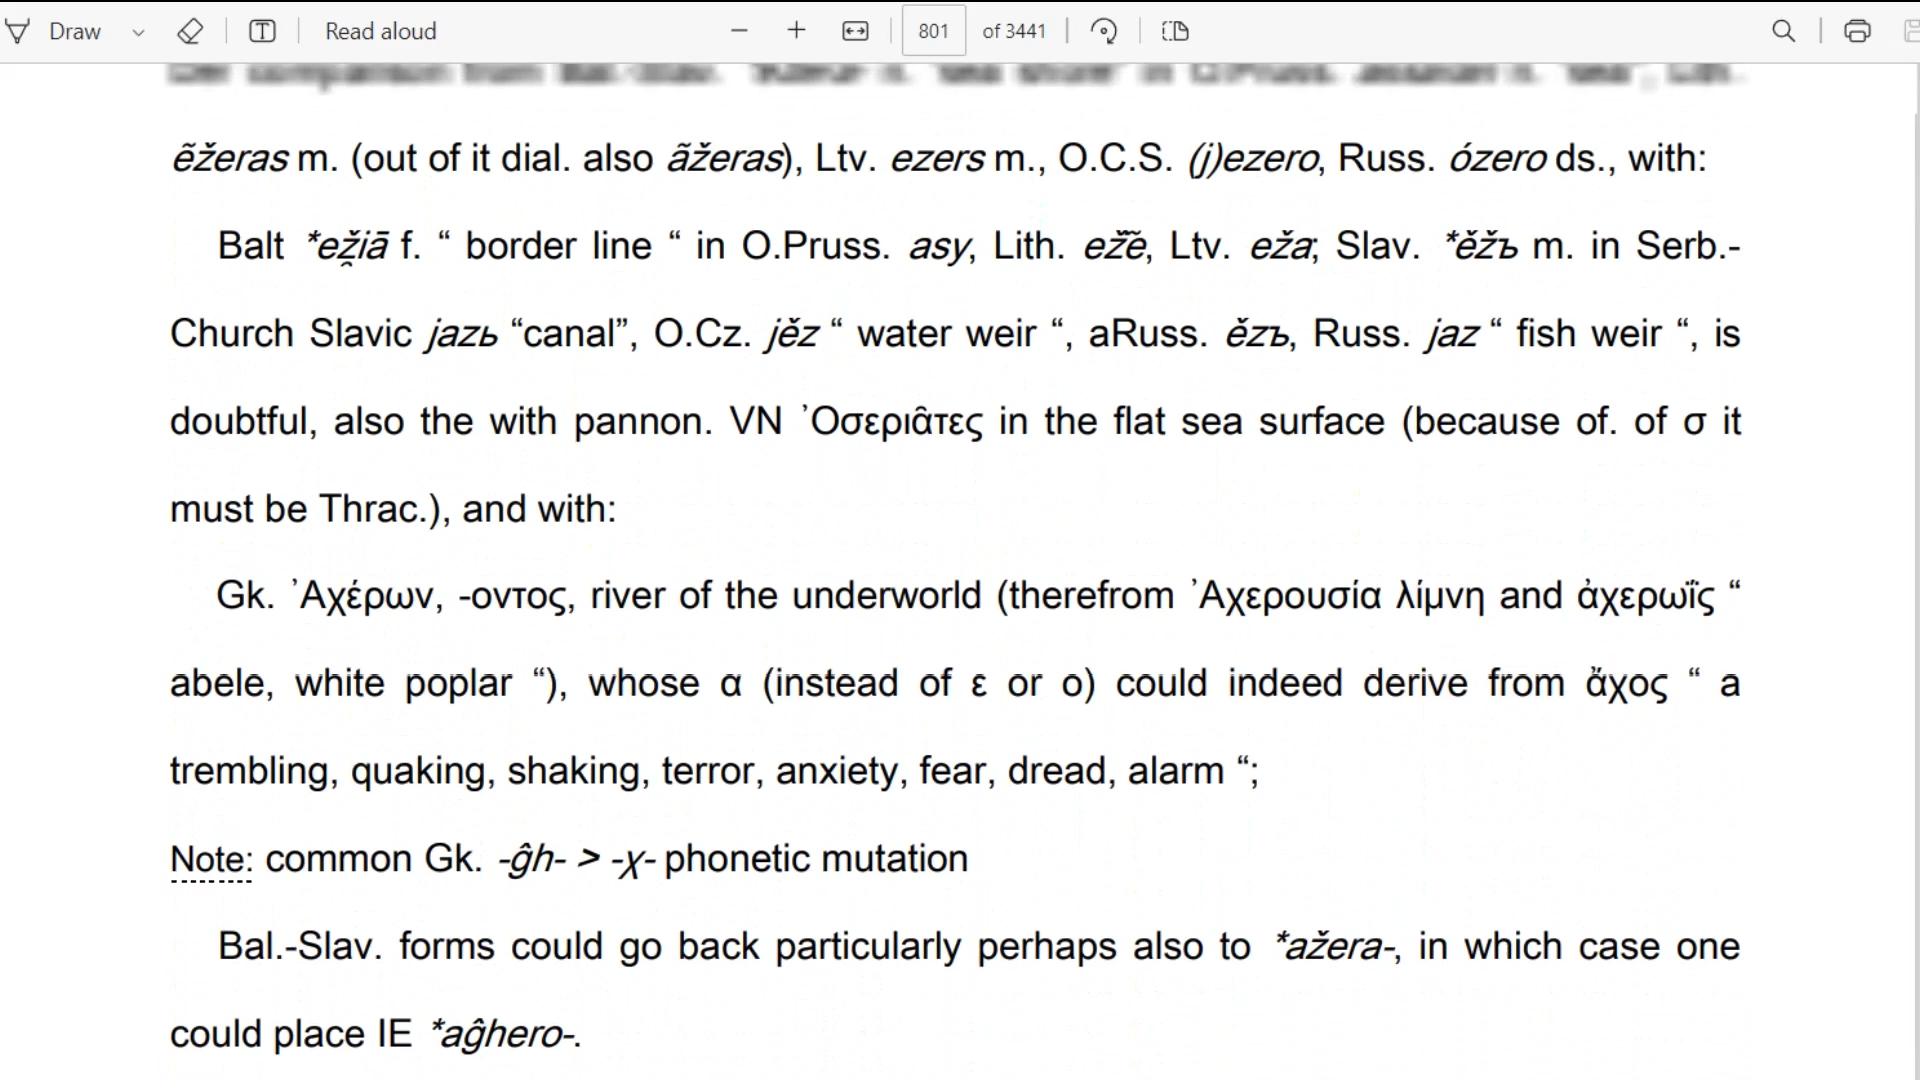 Draw Read aloud 801 of 3441
ẽžeras m. (out of it dial. also ãžeras), Ltv. ezers m., O.C.S. (j)ezero, Russ. ózero ds., with:
Balt *eži̯ā f. “ border line “ in O.Pruss. asy, Lith. ežẽ, Ltv. eža; Slav. *ěžъ m. in Serb.-
Church Slavic jazь “canal”, O.Cz. jěz “ water weir “, aRuss. ězъ, Russ. jaz “ fish weir “, is
doubtful, also the with pannon. VN ᾿Οσεριᾶτες in the flat sea surface (because of. of σ it
must be Thrac.), and with:
Gk. ᾿Αχέρων, -οντος, river of the underworld (therefrom ᾿Αχερουσία λίμνη and ἀχερωΐς “
abele, white poplar “), whose α (instead of ε or ο) could indeed derive from ἄχος “ a
trembling, quaking, shaking, terror, anxiety, fear, dread, alarm “;
Note: common Gk. -ĝh- > -χ- phonetic mutation
Bal.-Slav. forms could go back particularly perhaps also to *ažera-, in which case one
could place IE *aĝhero-.